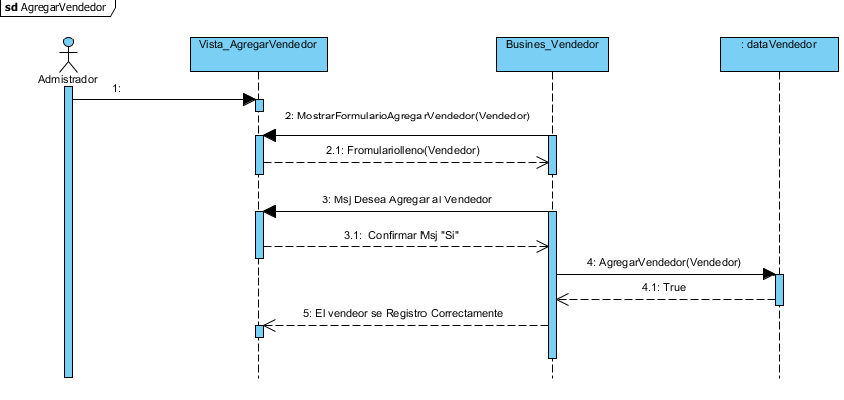 sd AgregarVendedor
Vista_AgregarVendedor
Busines_Vendedor
: dataVendedor
Admistrador
1:
2: MostrarFormularioAgregarVendedor(Vendedor)
2.1: Fromulariolleno(Vendedor)
3: Msj Desea Agregar al Vendedor
3.1: Confirmar Msj "Si"
4: AgregarVendedor(Vendedor)
4.1: True
5: El vendeor se Registro Correctamente